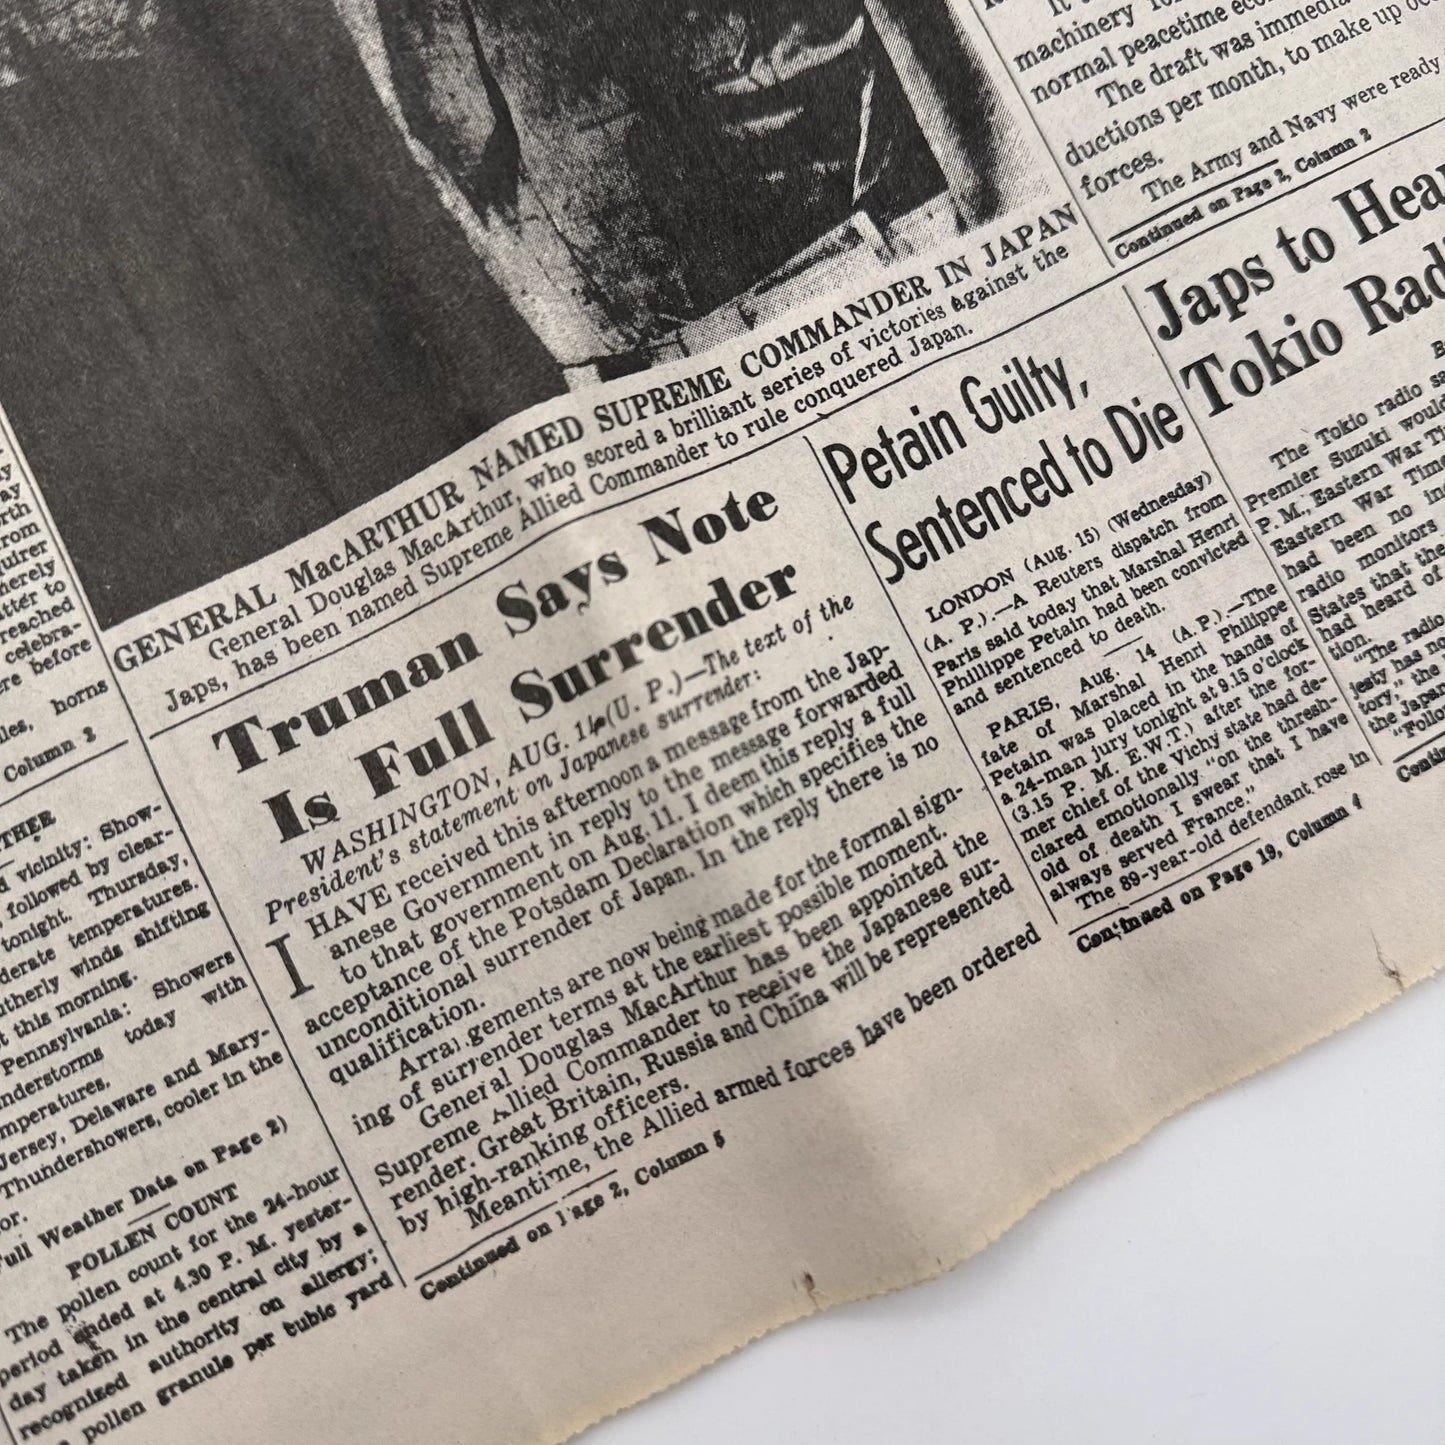 machinery
normal peacetime
The draft was
ductions per month, to make up
forces.
The Army and Navy were ready
Continued on Page 2, Column 2
GENERAL MacARTHUR NAMED SUPREME COMMANDER IN JAPAN
General Douglas MacArthur, who scored a brilliant series of victories against the
Japs, has been named Supreme Allied Commander to rule conquered Japan.
Truman Says Note
Is Full Surrender
WASHINGTON, AUG. 14 (U. P.)—The text of the
President's statement on Japanese surrender:
I HAVE received this afternoon a message from the Jap-
anese Government in reply to the message forwarded
to that government on Aug. 11. I deem this reply a full
acceptance of the Potsdam Declaration which specifies the
unconditional surrender of Japan. In the reply there is no
qualification.
Arrangements are now being made for the formal sign-
ing of surrender terms at the earliest possible moment.
General Douglas MacArthur has been appointed the
Supreme Allied Commander to receive the Japanese sur-
render. Great Britain, Russia and China will be represented
by high-ranking officers.
Meantime, the Allied armed forces have been ordered
Continued on Page 2, Column 5
Petain Guilty,
Sentenced to Die
LONDON (Aug. 15) (Wednesday)
(A. P.).—A Reuters dispatch from
Paris said today that Marshal Henri
Phillippe Petain had been convicted
and sentenced to death.
PARIS, Aug. 14 (A. P.).—The
fate of Marshal Henri Philippe
Petain was placed in the hands of
a 24-man jury tonight at 9.15 o'clock
(3.15 P. M. E.W.T.) after the for-
mer chief of the Vichy state had de-
clared emotionally "on the thresh-
old of death I swear that I have
always served France."
The 89-year-old defendant rose in
Continued on Page 19, Column 4
Japs to
Tokio
The Tokio radio
Premier Suzuki
P. M., Eastern War
Eastern War
had been no
radio monitors
States that the
had heard of
tion.
"The radio
jesty has
tory," the
the
Column 3
horns
vicinity: Show-
followed by clear-
tonight. Thursday,
temperatures.
winds shifting
this morning.
Pennsylvania: Showers
today with
Jersey, Delaware and Mary-
Thundershowers, cooler in the
Weather Data on Page 2)
POLLEN COUNT
The pollen count for the 24-hour
period ended at 4.30 P. M. yester-
day taken in the central city by a
recognized authority on allergy;
pollen granule per cubic yard